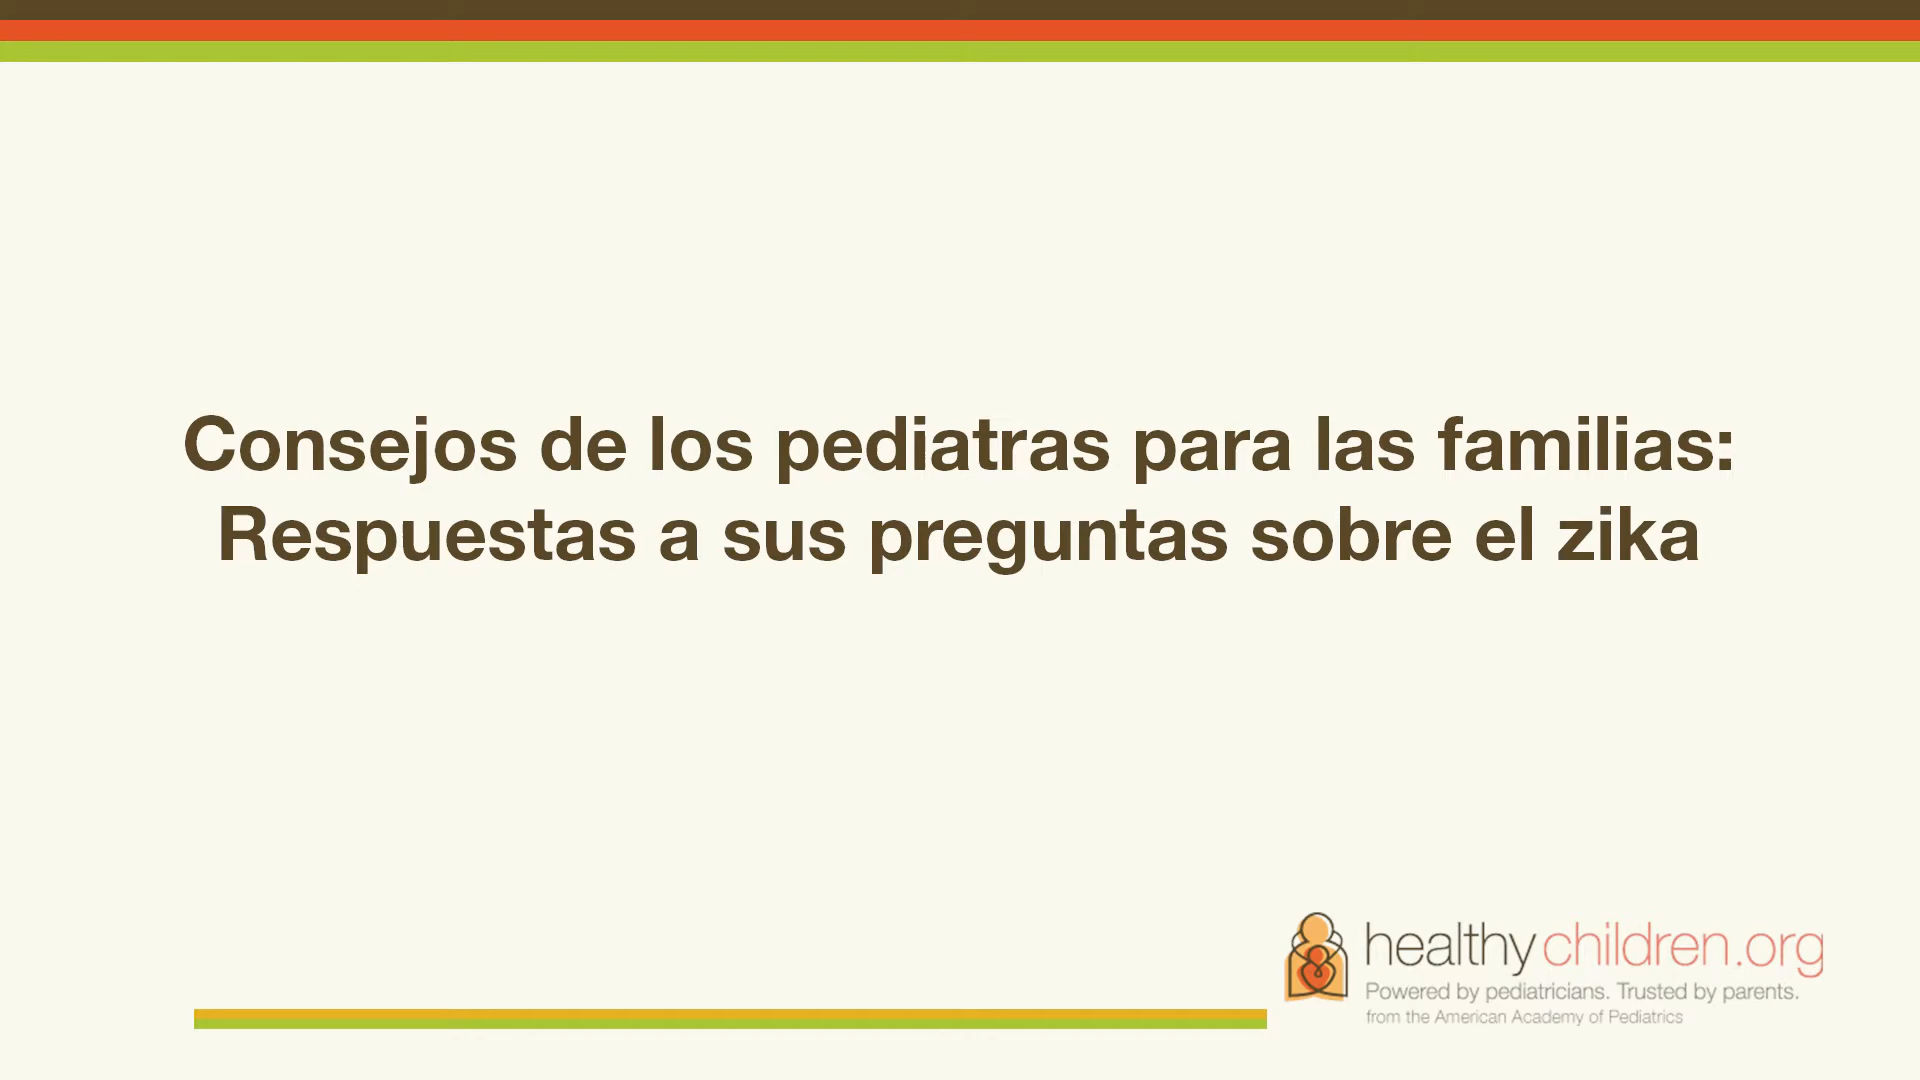 Consejos de los pediatras para las familias:
Respuestas a sus preguntas sobre el zika
healthychildren.org
Powered by pediatricians. Trusted by parents.
from the American Academy of Pediatrics